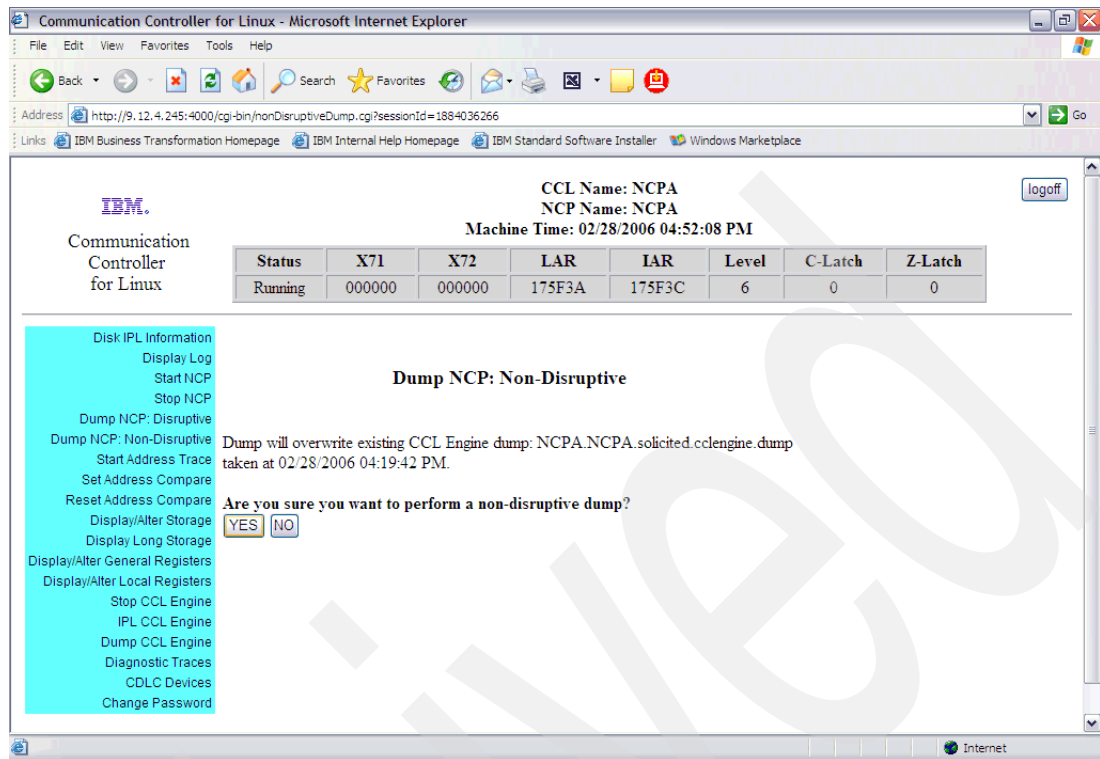 Communication Controller for Linux - Microsoft Internet Explorer
File Edit View Favorites Tools Help
Back Search Favorites
Address http://9.12.4.245:4000/cgi-bin/nonDisruptiveDump.cgi?sessionId=1884036266 Go
Links IBM Business Transformation Homepage IBM Internal Help Homepage IBM Standard Software Installer Windows Marketplace
IBM.
Communication
Controller
for Linux
CCL Name: NCPA
NCP Name: NCPA
Machine Time: 02/28/2006 04:52:08 PM
logoff
Status X71 X72 LAR IAR Level C-Latch Z-Latch
Running 000000 000000 175F3A 175F3C 6 0 0
Disk IPL Information
Display Log
Start NCP
Stop NCP
Dump NCP: Disruptive
Dump NCP: Non-Disruptive
Start Address Trace
Set Address Compare
Reset Address Compare
Display/Alter Storage
Display Long Storage
Display/Alter General Registers
Display/Alter Local Registers
Stop CCL Engine
IPL CCL Engine
Dump CCL Engine
Diagnostic Traces
CDLC Devices
Change Password
Dump NCP: Non-Disruptive
Dump will overwrite existing CCL Engine dump: NCPA.NCPA.solicited.cclengine.dump
taken at 02/28/2006 04:19:42 PM.
Are you sure you want to perform a non-disruptive dump?
YES NO
Internet